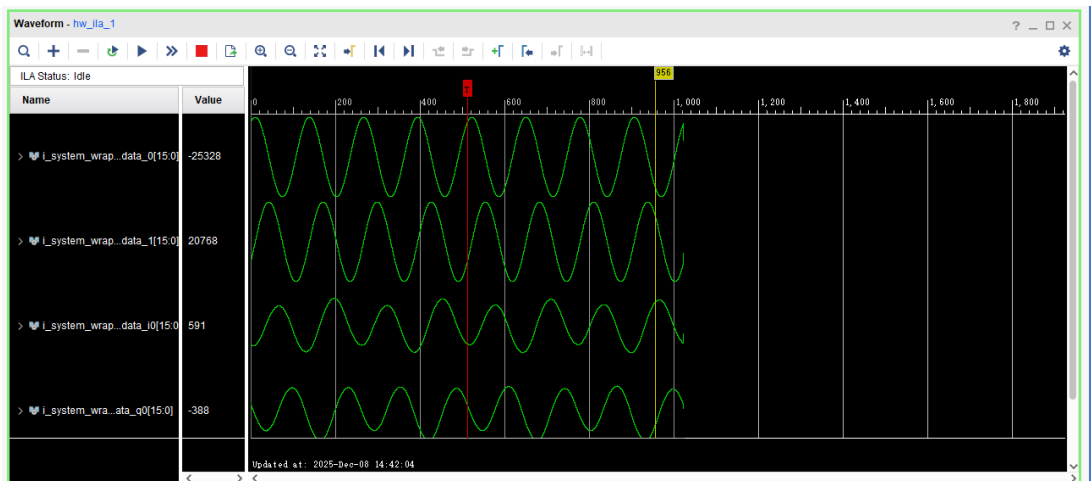 Waveform - hw_ila_1
ILA Status: Idle
Name
Value
956
T
0
200
400
600
800
1,000
1,200
1,400
1,600
1,800
i_system_wrap...data_0[15:0]
-25328
i_system_wrap...data_1[15:0]
20768
i_system_wrap...data_i0[15:0
591
i_system_wra...ata_q0[15:0]
-388
Updated at: 2025-Dec-08 14:42:04